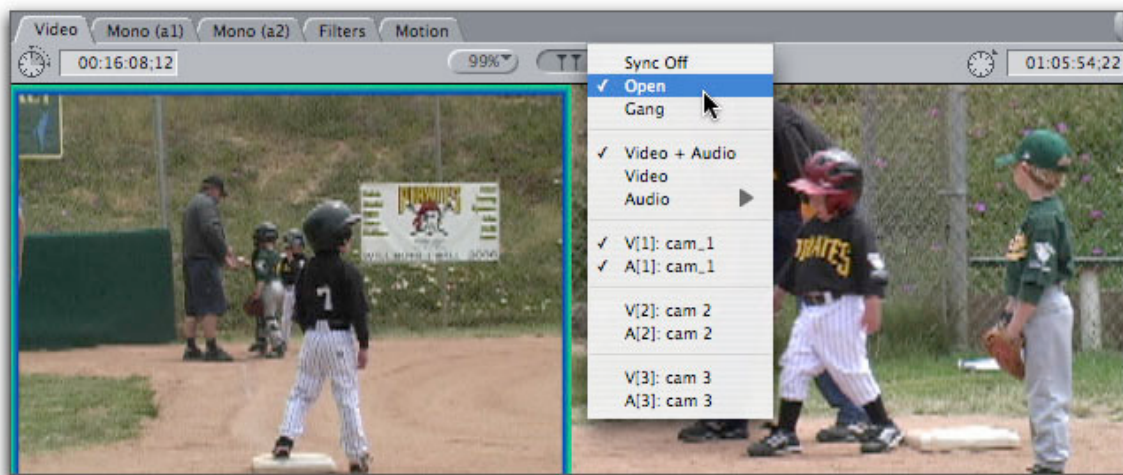 Video
Mono (a1)
Mono (a2)
Filters
Motion
00:16:08;12
99%
01:05:54;22
Sync Off
✓ Open
Gang
✓ Video + Audio
Video
Audio
✓ V[1]: cam_1
✓ A[1]: cam_1
V[2]: cam 2
A[2]: cam 2
V[3]: cam 3
A[3]: cam 3
PIRATES
7
PIRATES